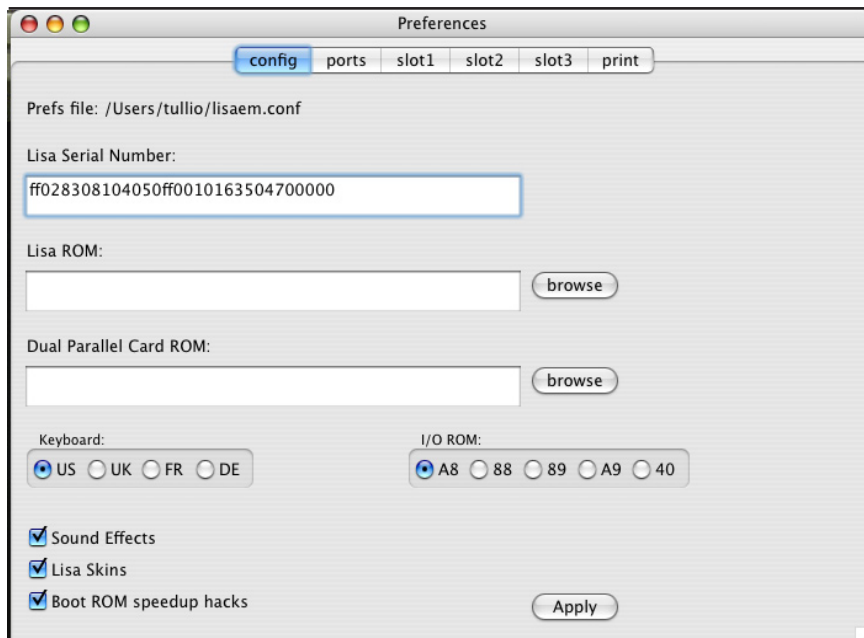 Preferences
config ports slot1 slot2 slot3 print
Prefs file: /Users/tullio/lisaem.conf
Lisa Serial Number:
ff028308104050ff0010163504700000
Lisa ROM:
browse
Dual Parallel Card ROM:
browse
Keyboard:
US UK FR DE
I/O ROM:
A8 88 89 A9 40
Sound Effects
Lisa Skins
Boot ROM speedup hacks
Apply